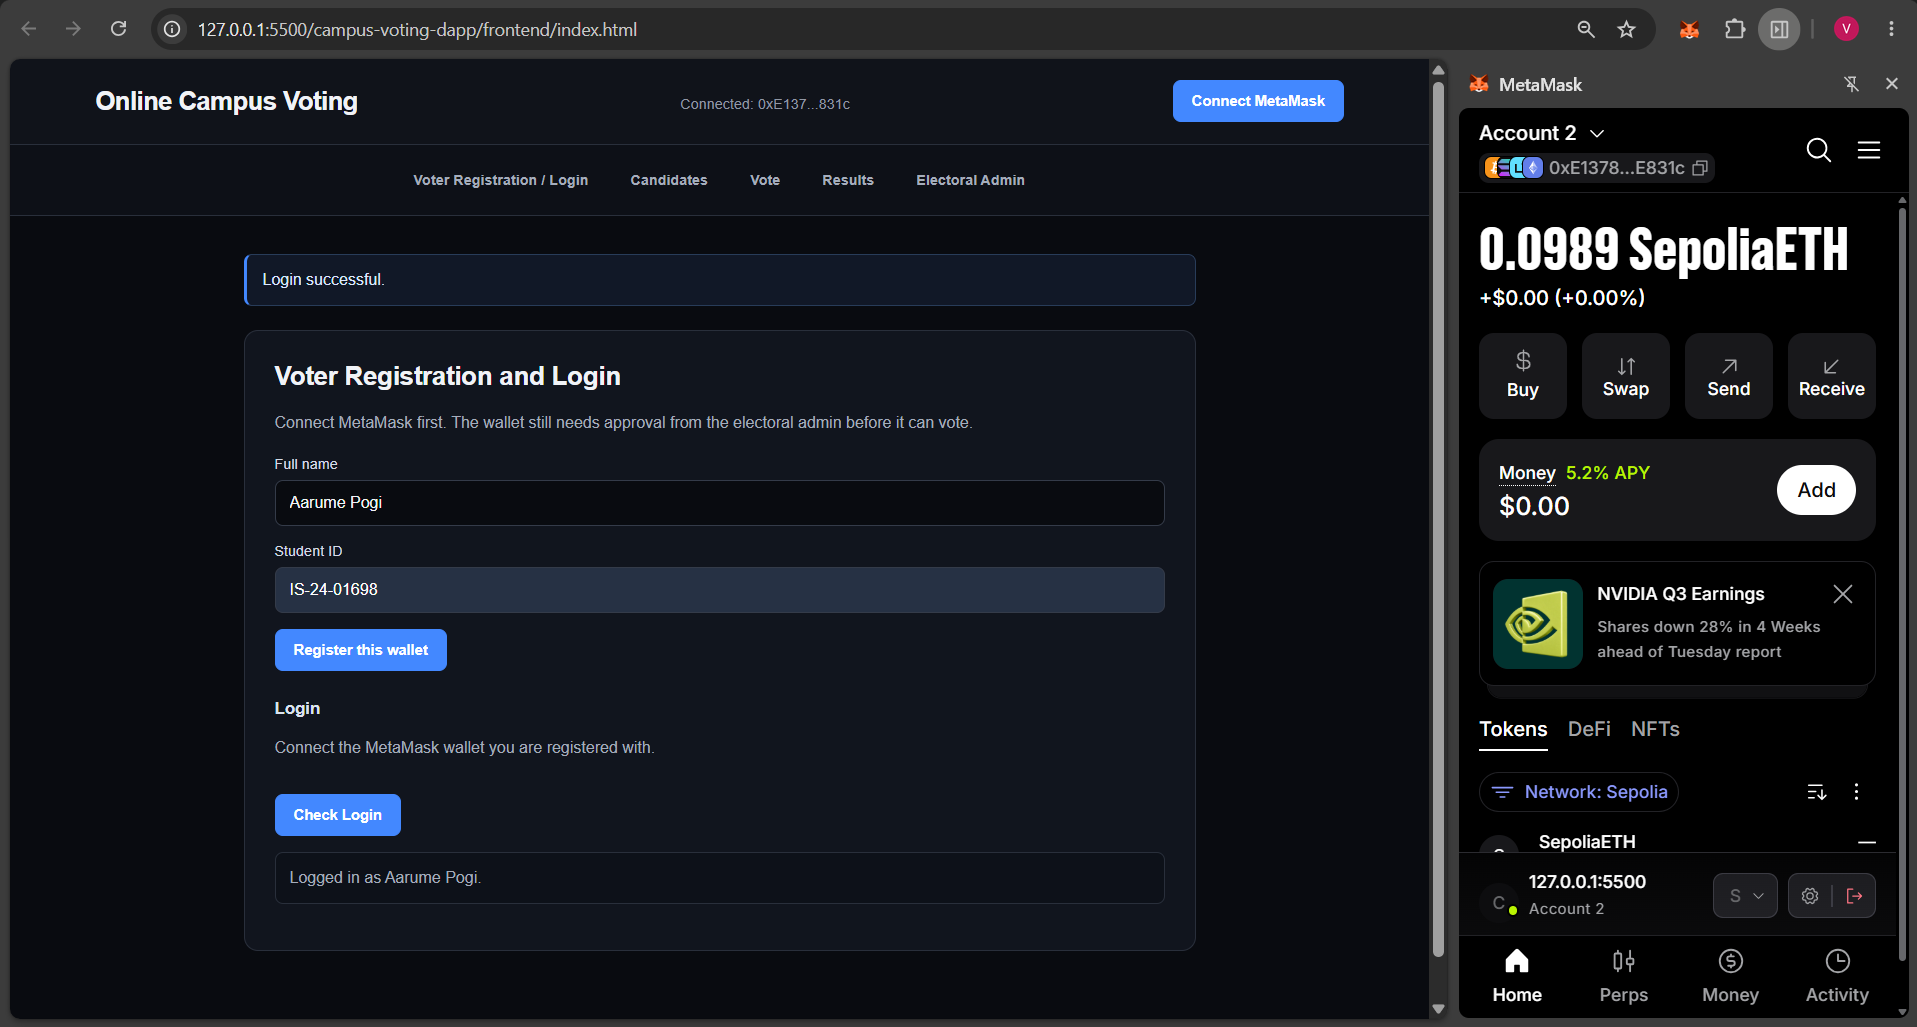 127.0.0.1:5500/campus-voting-dapp/frontend/index.html
V
Online Campus Voting
Connected: 0xE137...831c
Connect MetaMask
Voter Registration / Login
Candidates
Vote
Results
Electoral Admin
Login successful.
Voter Registration and Login
Connect MetaMask first. The wallet still needs approval from the electoral admin before it can vote.
Full name
Aarume Pogi
Student ID
IS-24-01698
Register this wallet
Login
Connect the MetaMask wallet you are registered with.
Check Login
Logged in as Aarume Pogi.
MetaMask
Account 2
0xE1378...E831c
0.0989 SepoliaETH
+$0.00 (+0.00%)
Buy
Swap
Send
Receive
Money 5.2% APY
$0.00
Add
NVIDIA Q3 Earnings
Shares down 28% in 4 Weeks
ahead of Tuesday report
Tokens
DeFi
NFTs
Network: Sepolia
SepoliaETH
—
C
127.0.0.1:5500
Account 2
S
Home
Perps
Money
Activity